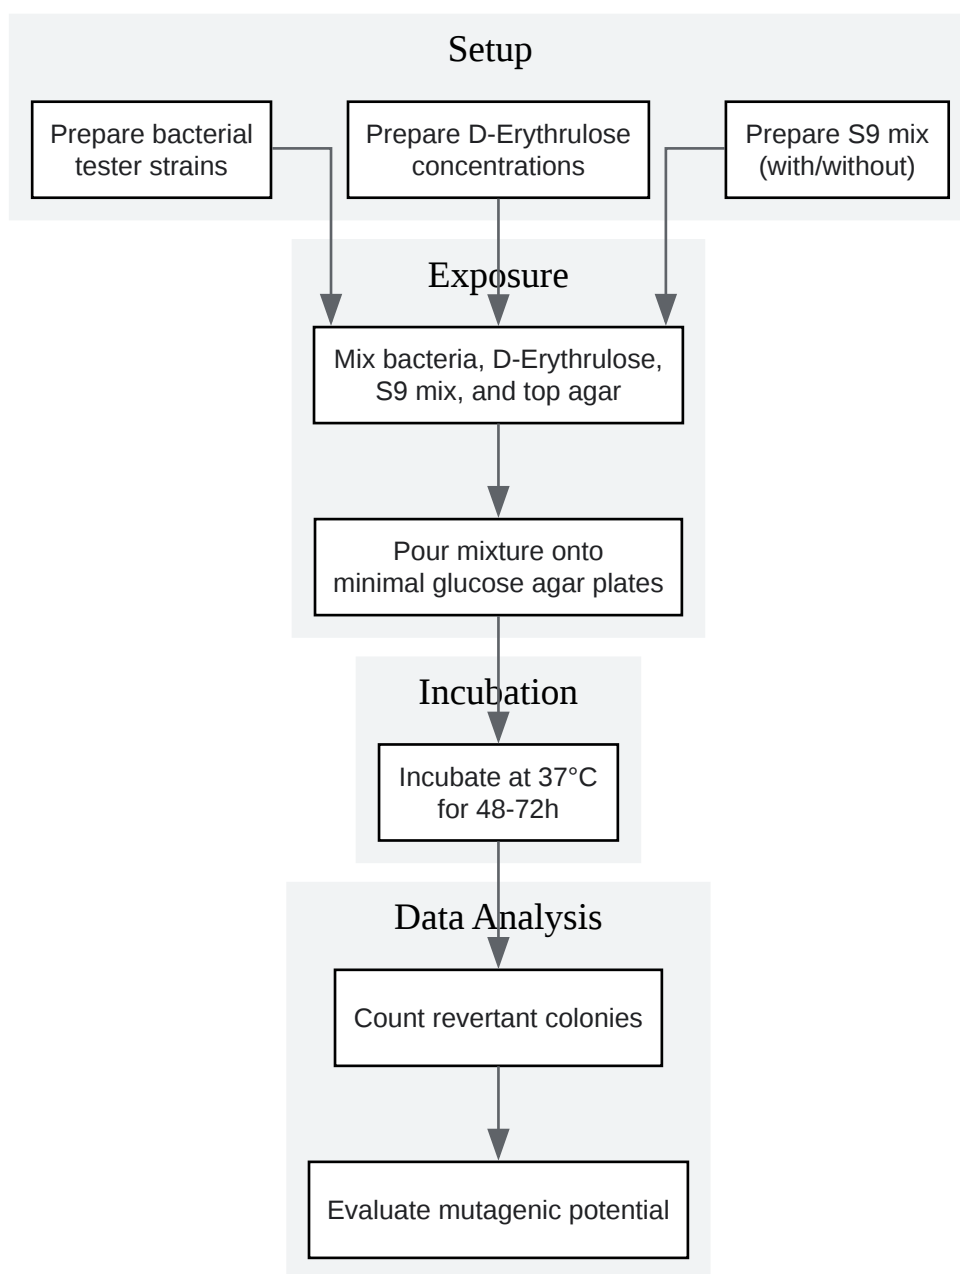 Setup
Prepare bacterial
tester strains
Prepare D-Erythrulose
concentrations
Prepare S9 mix
(with/without)
Exposure
Mix bacteria, D-Erythrulose,
S9 mix, and top agar
Pour mixture onto
minimal glucose agar plates
Incubation
Incubate at 37°C
for 48-72h
Data Analysis
Count revertant colonies
Evaluate mutagenic potential